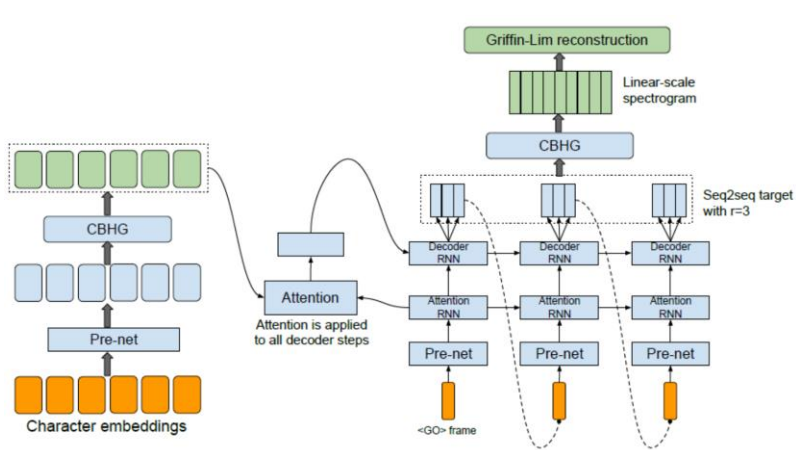 Griffin-Lim reconstruction
Linear-scale
spectrogram
CBHG
Seq2seq target
with r=3
CBHG
Decoder
RNN
Decoder
RNN
Decoder
RNN
Attention
Attention is applied
to all decoder steps
Attention
RNN
Attention
RNN
Attention
RNN
Pre-net
Pre-net
Pre-net
Pre-net
Character embeddings
<GO> frame